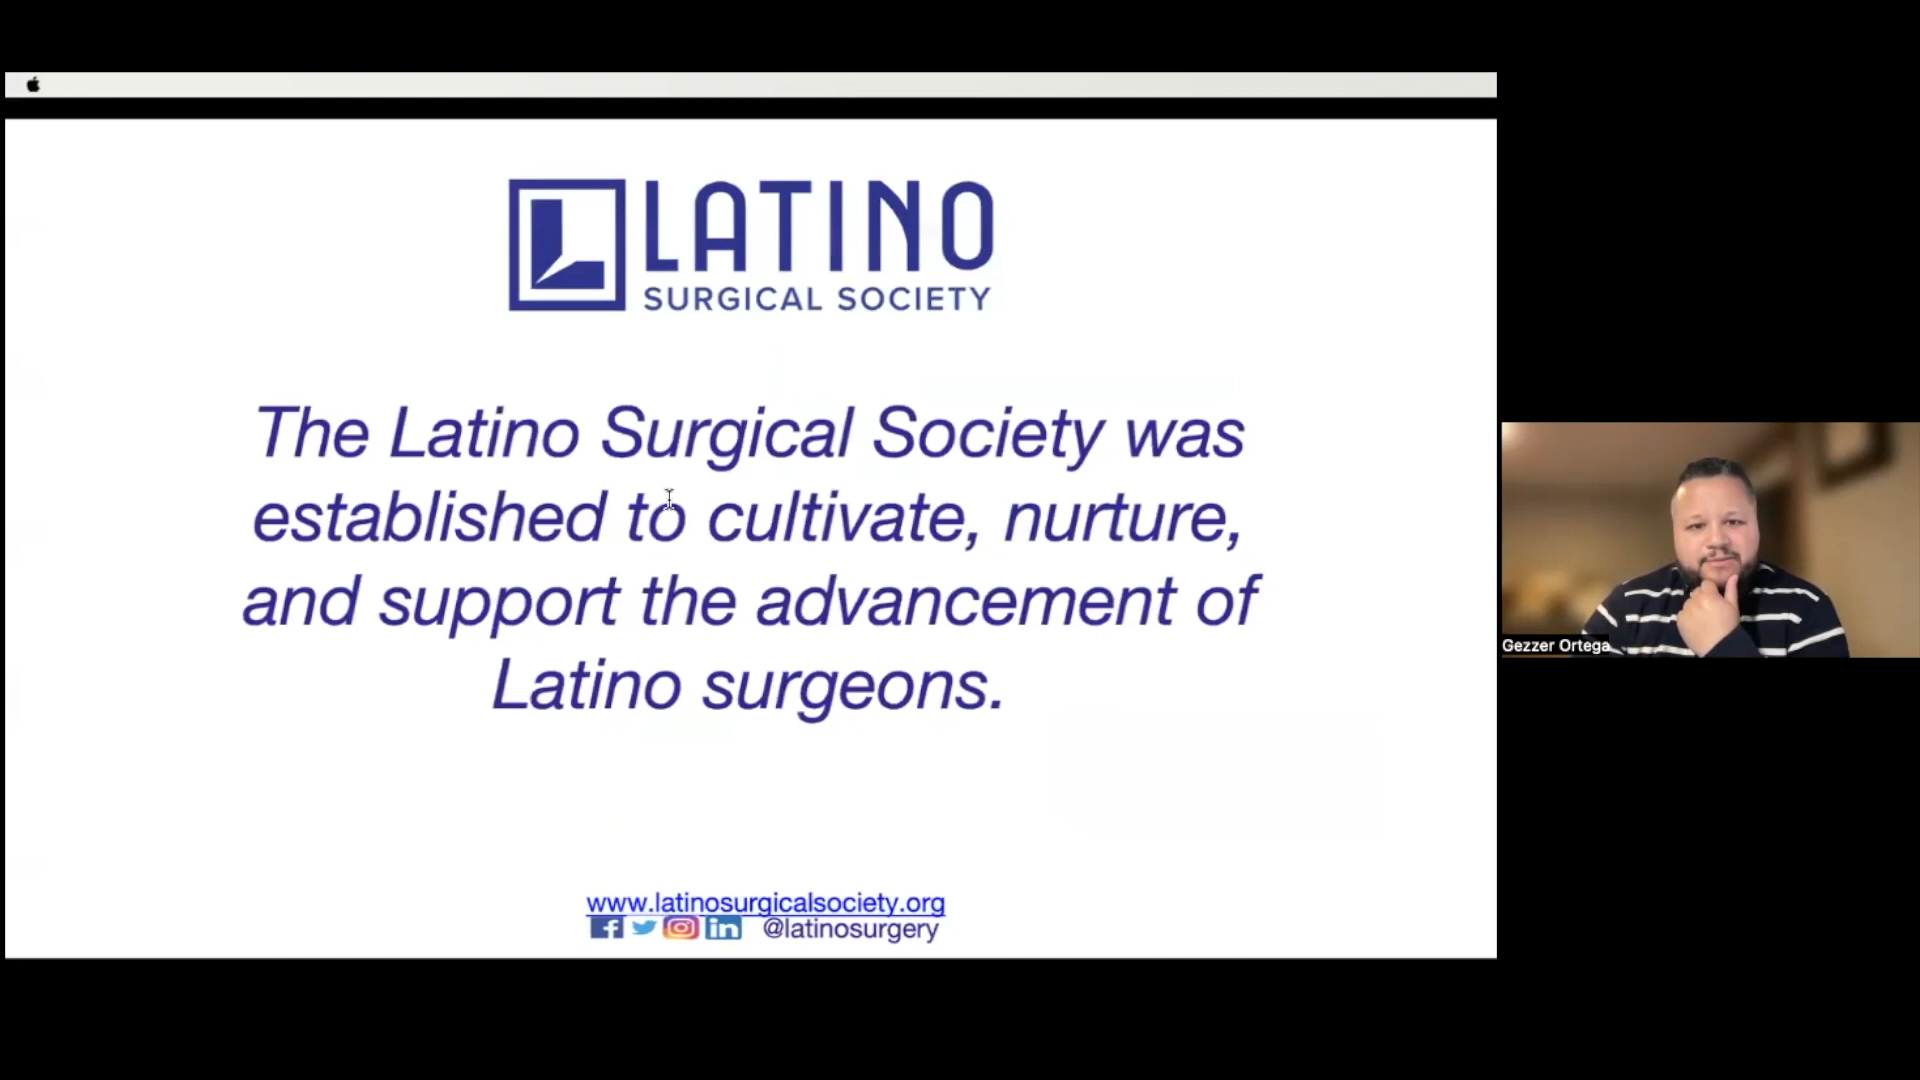 LATINO
SURGICAL SOCIETY
The Latino Surgical Society was
established to cultivate, nurture,
and support the advancement of
Latino surgeons.
www.latinosurgicalsociety.org
@latinosurgery
Gezzer Ortega